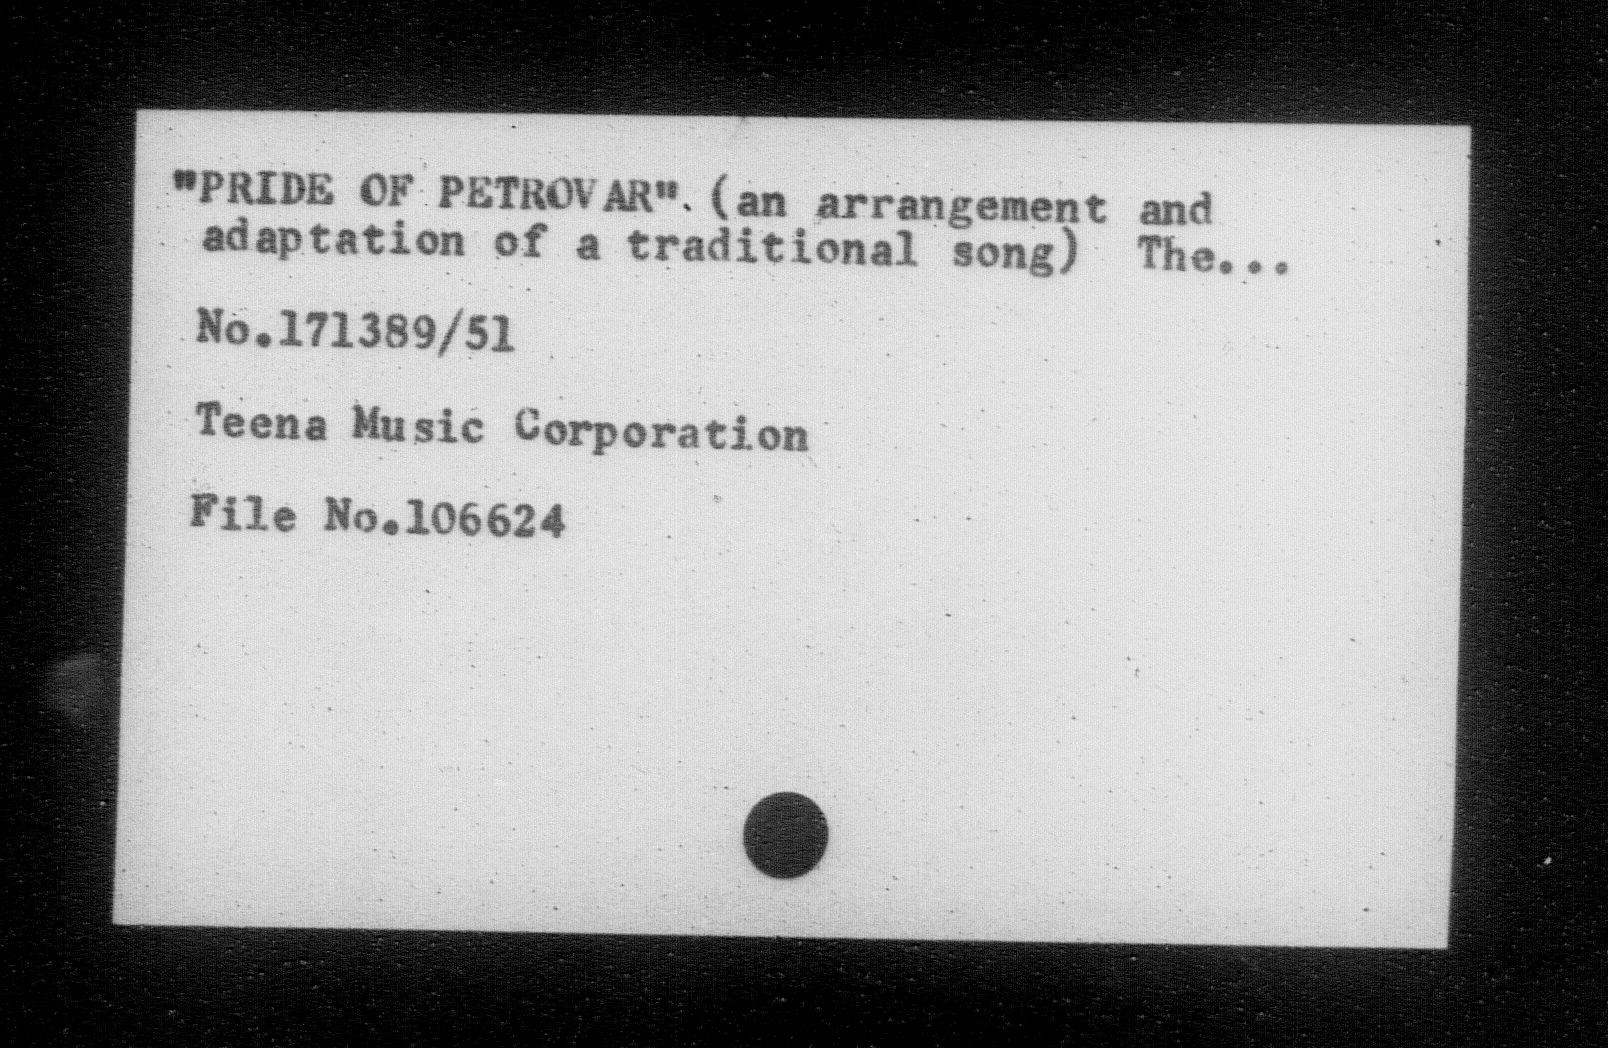 "PRIDE OF PETROVAR". (an arrangement and
adaptation of a traditional song) The...
No.171389/51
Teena Music Corporation
File No.106624